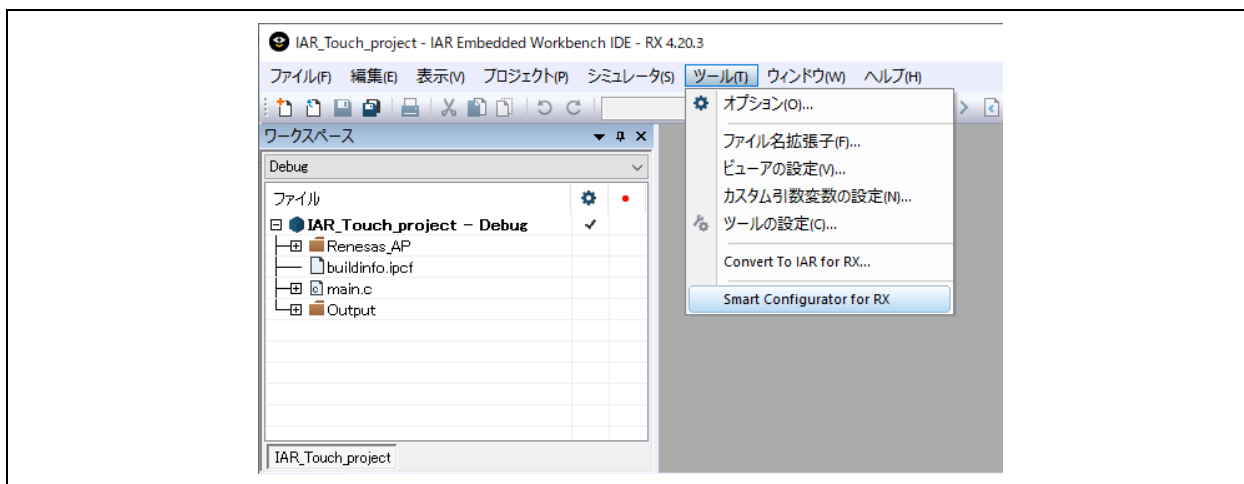 IAR_Touch_project - IAR Embedded Workbench IDE - RX 4.20.3
ファイル(F) 編集(E) 表示(V) プロジェクト(P) シミュレータ(S) ツール(T) ウィンドウ(W) ヘルプ(H)
オプション(O)...
ワークスペース
ファイル名拡張子(F)...
Debug
ビューアの設定(V)...
カスタム引数変数の設定(N)...
ファイル
ツールの設定(C)...
IAR_Touch_project - Debug
Renesas_AP
Convert To IAR for RX...
buildinfo.ipcf
main.c
Smart Configurator for RX
Output
IAR_Touch_project